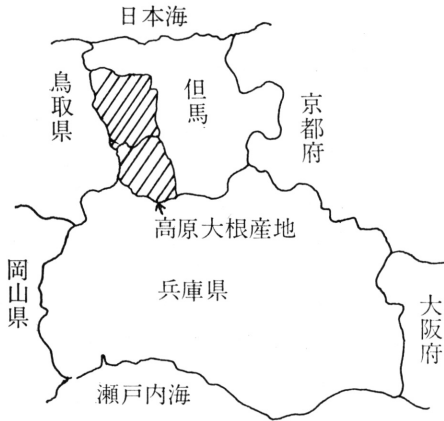 日本海
鳥取県
但馬
京都府
高原大根産地
岡山県
兵庫県
大阪府
瀬戸内海